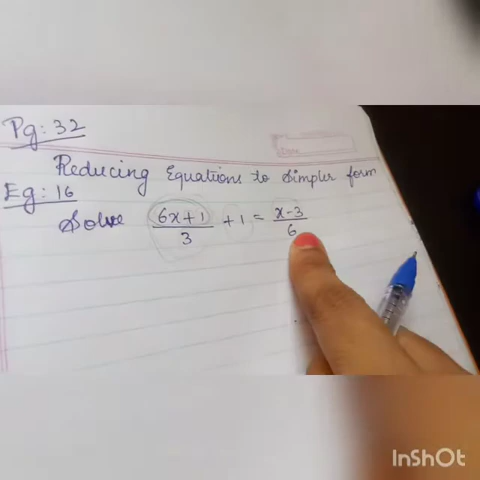 Pg: 32
Reducing Equations to Simpler form
Eg: 16
Solve (6x+1)/3 + 1 = (x-3)/6
InShOt